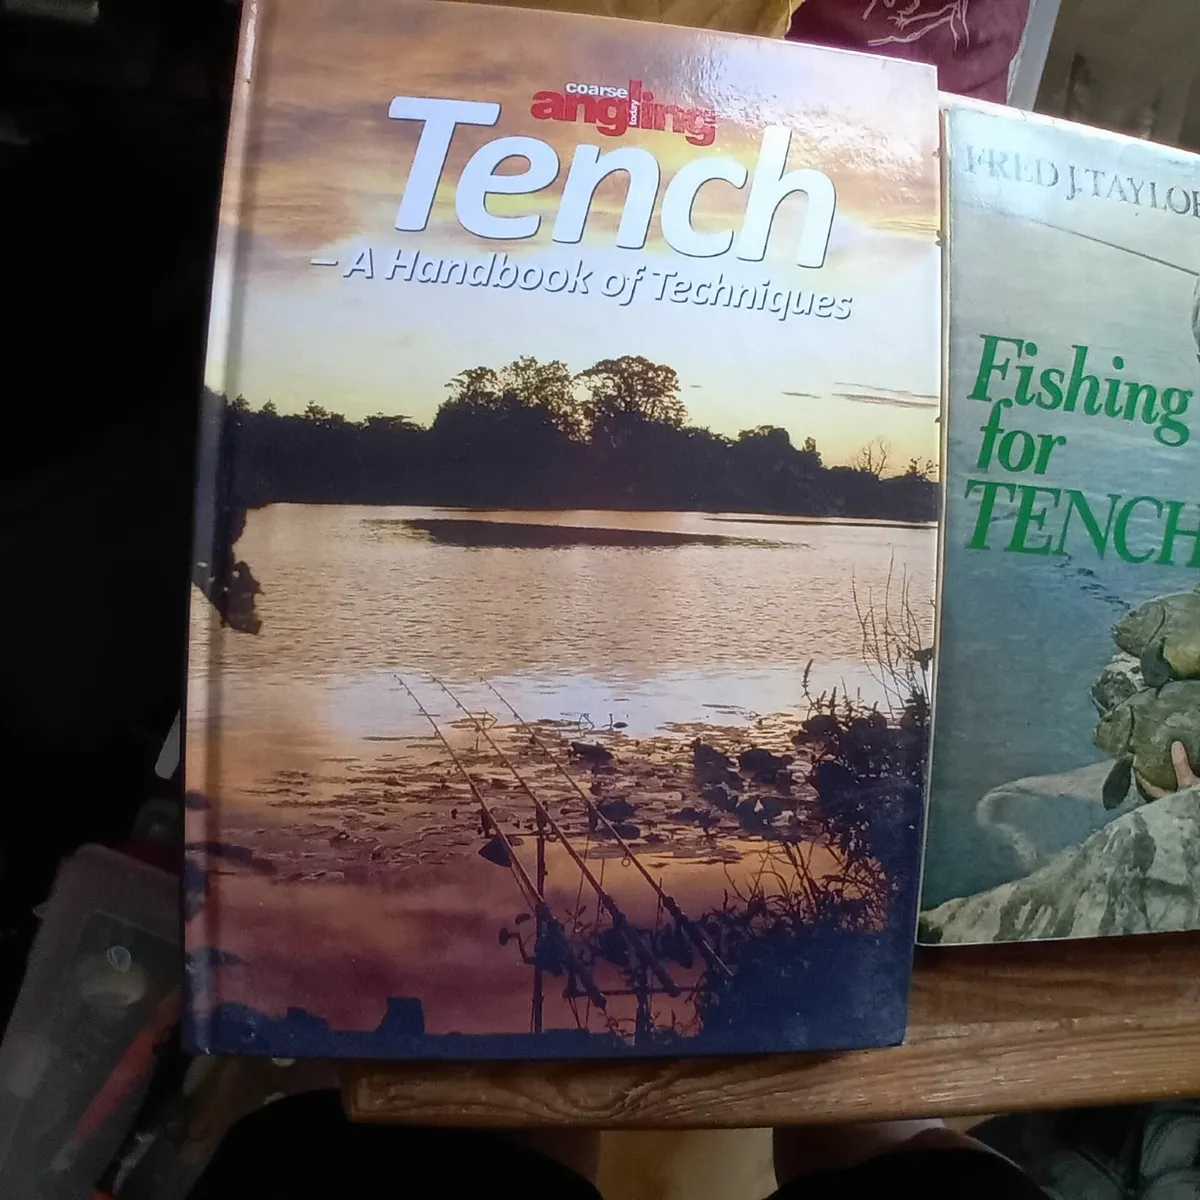 coarse
angling
today
Tench
– A Handbook of Techniques
FRED J. TAYLOR
Fishing
for
TENCH